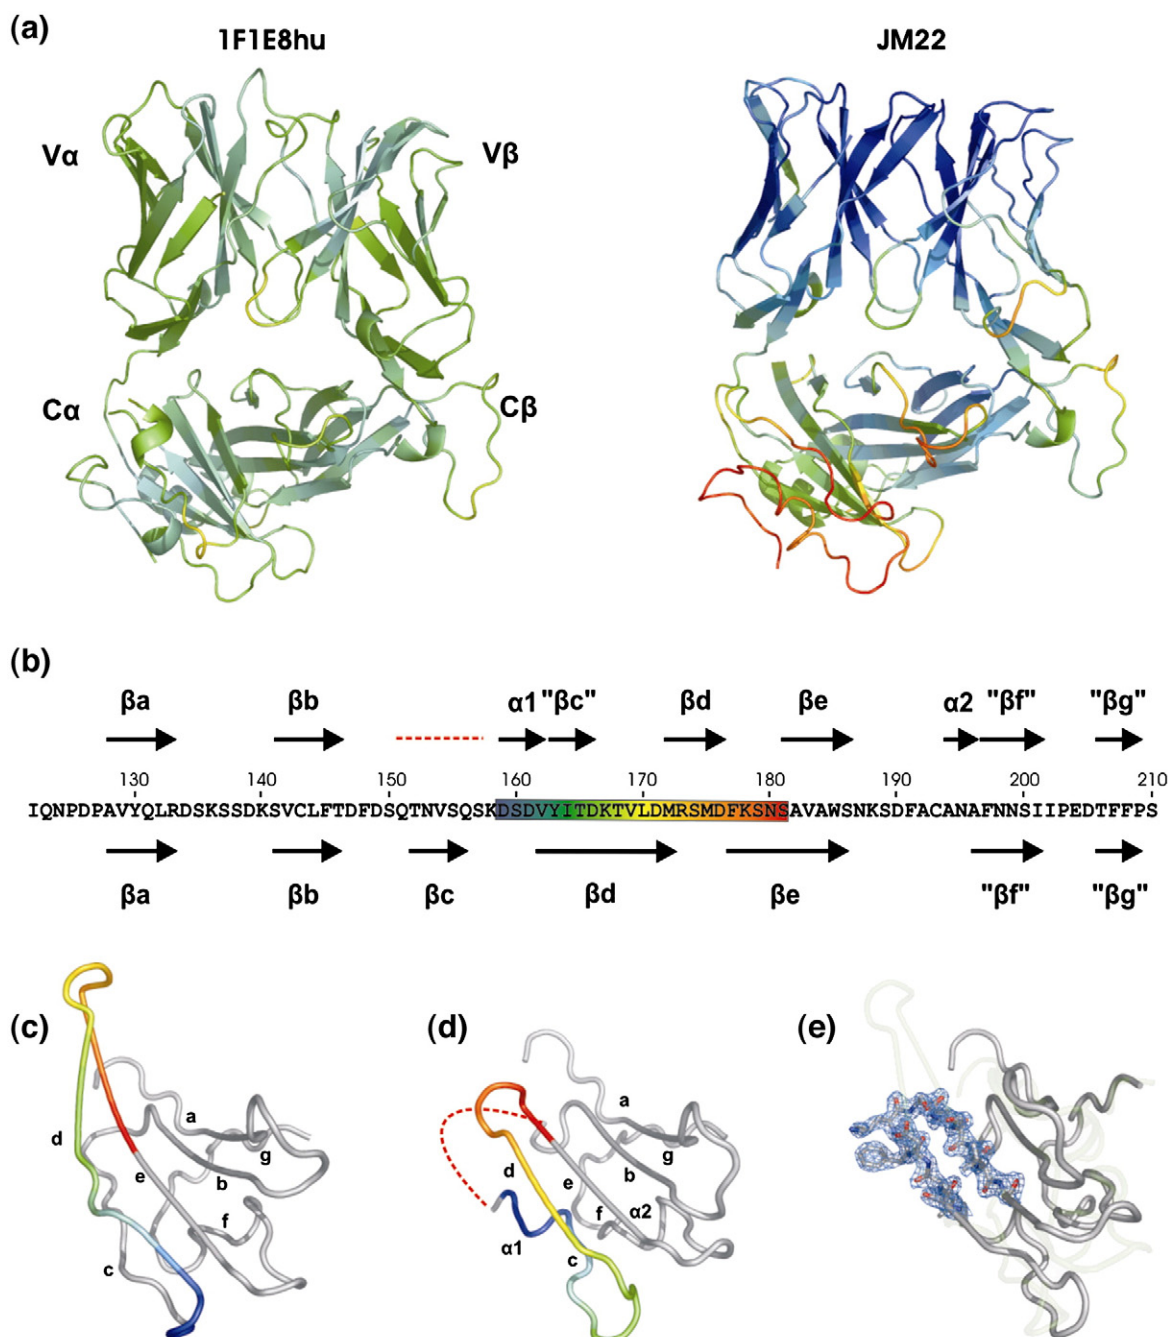 (a)
1F1E8hu
JM22
Vα
Vβ
Cα
Cβ
(b)
βa βb α1 "βc" βd βe α2 "βf" "βg"
130 140 150 160 170 180 190 200 210
IQNPDPAVYQLRDSKSSDKSVCLFTDFDSQTNVSQSKDSDVYITDKTVLDMRSMDFKSNSAVAWSNKSDFACANAFNNSIIPEDTFFPS
βa βb βc βd βe "βf" "βg"
(c)
(d)
(e)
a
d
e
b
g
f
c
a
d
e
b
g
f
α2
α1
c